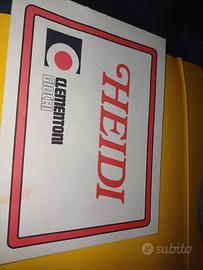 HEIDI
CLEMENTONI
GIOCHI
subito